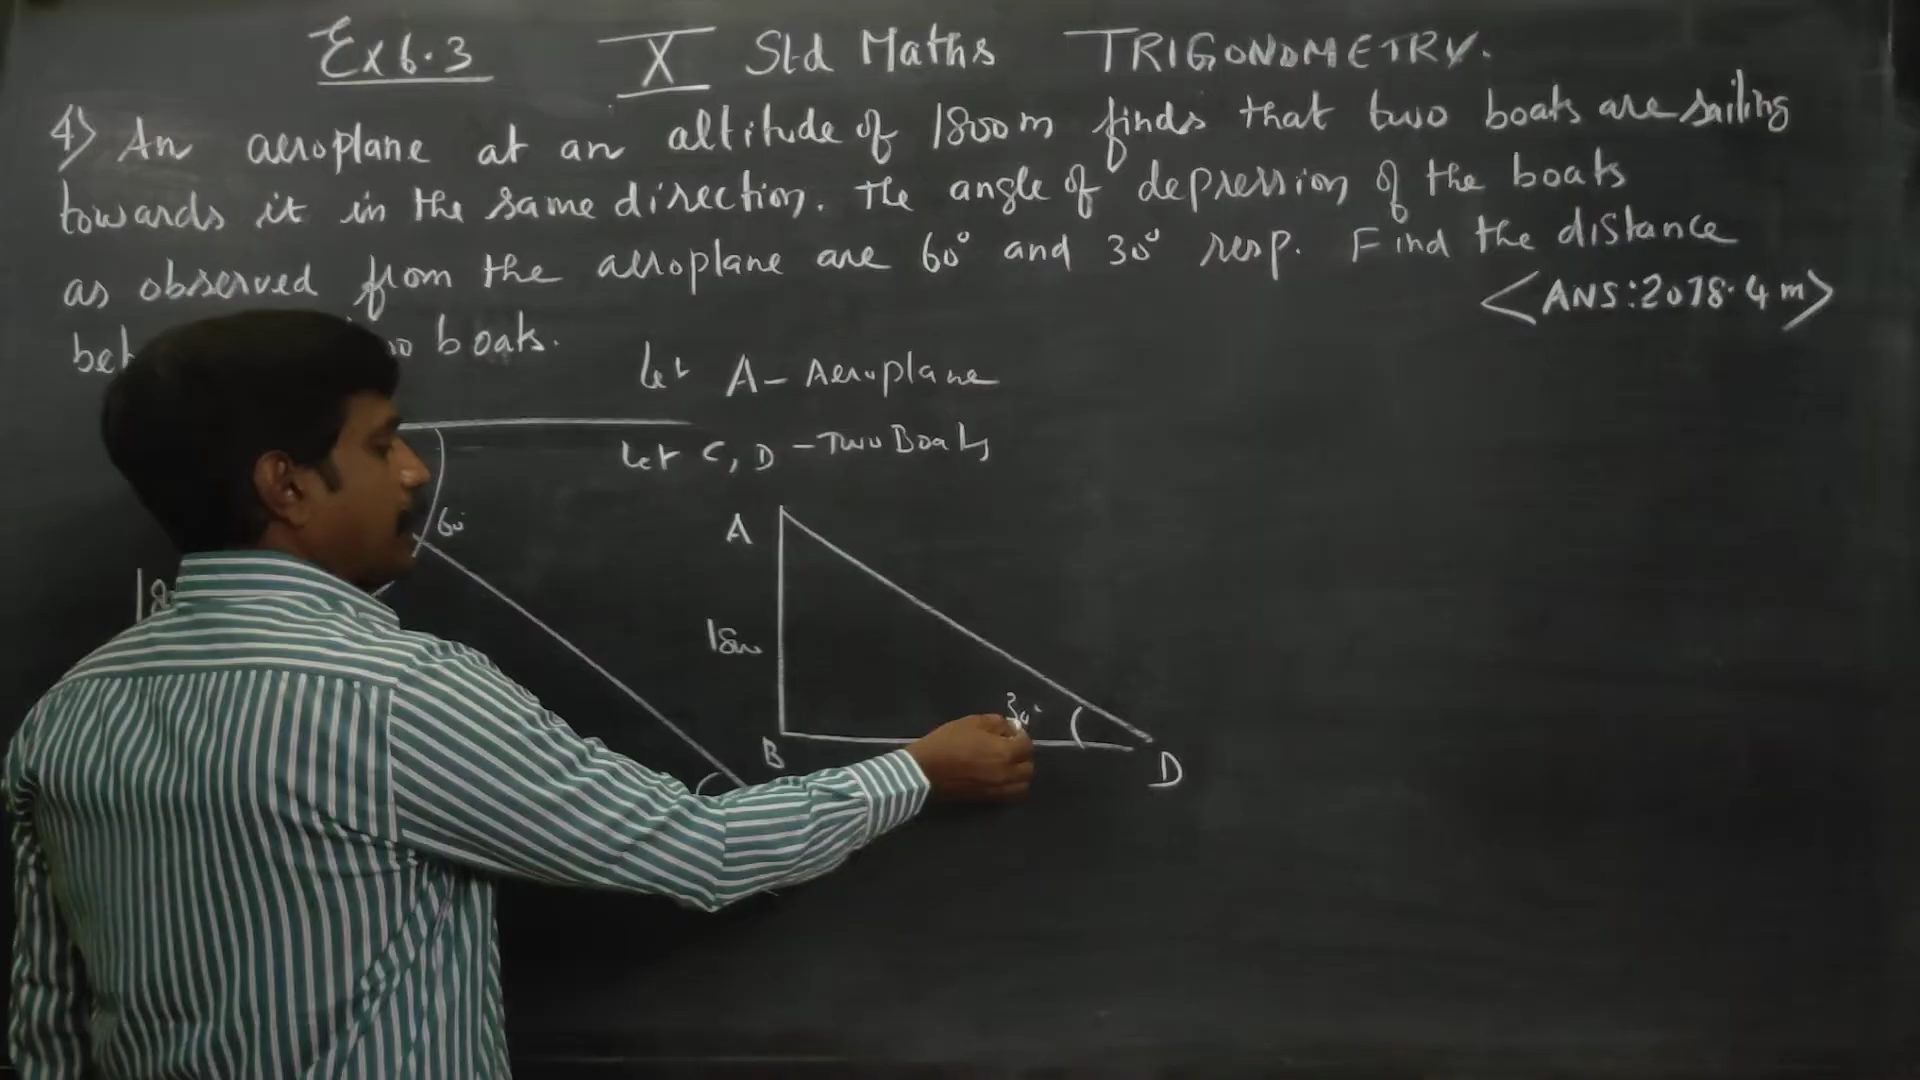 Ex 6.3 X Std Maths TRIGONOMETRY.
4) An aeroplane at an altitude of 1800 m finds that two boats are sailing
towards it in the same direction. The angle of depression of the boats
as observed from the aeroplane are 60° and 30° resp. Find the distance
<ANS:2078.4 m>
boats.
Let A - Aeroplane
Let C, D - Two Boats
60°
A
1800
30°
B
D